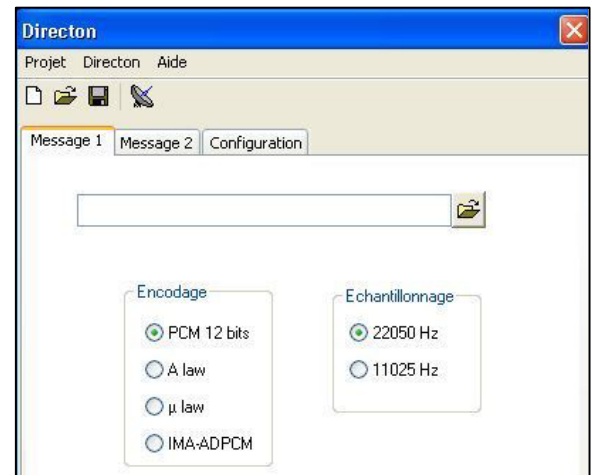 Directon
Projet Directon Aide
Message 1 Message 2 Configuration
Encodage
PCM 12 bits
A law
µ law
IMA-ADPCM
Echantillonnage
22050 Hz
11025 Hz